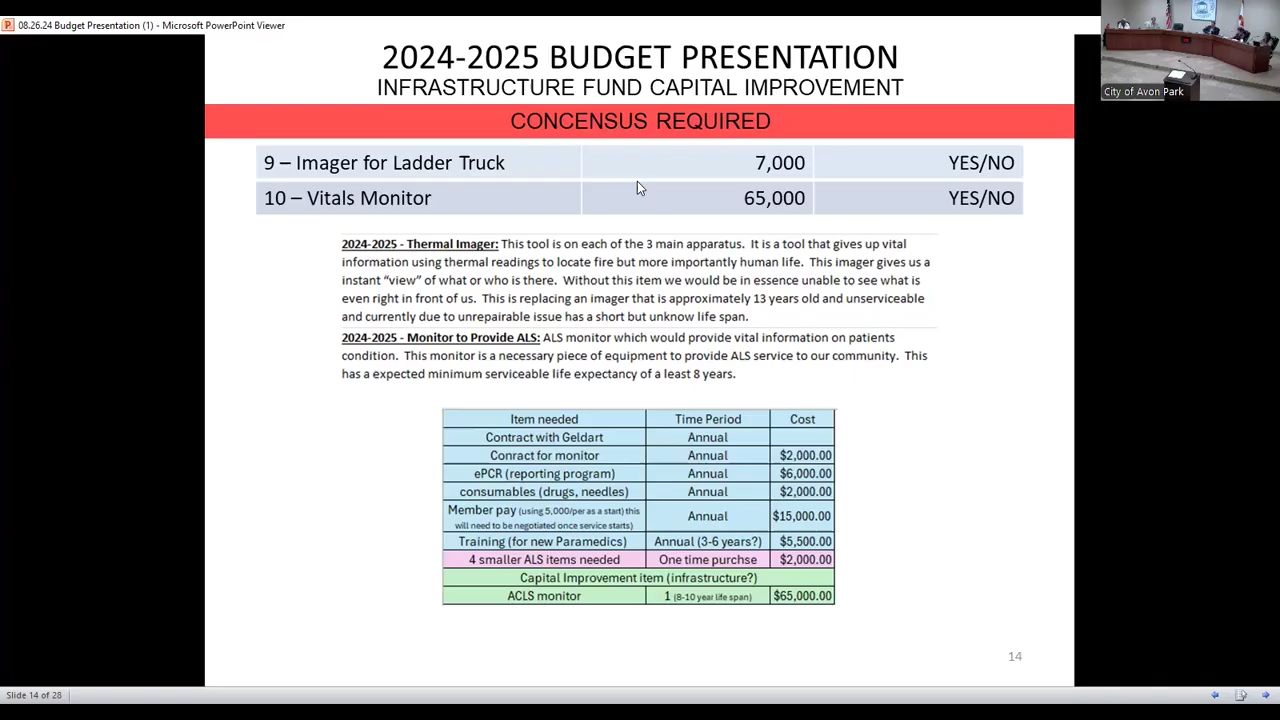 08.26.24 Budget Presentation (1) - Microsoft PowerPoint Viewer
2024-2025 BUDGET PRESENTATION
INFRASTRUCTURE FUND CAPITAL IMPROVEMENT
CONCENSUS REQUIRED
9 – Imager for Ladder Truck 7,000 YES/NO
10 – Vitals Monitor 65,000 YES/NO
2024-2025 - Thermal Imager: This tool is on each of the 3 main apparatus. It is a tool that gives up vital
information using thermal readings to locate fire but more importantly human life. This imager gives us a
instant “view” of what or who is there. Without this item we would be in essence unable to see what is
even right in front of us. This is replacing an imager that is approximately 13 years old and unserviceable
and currently due to unrepairable issue has a short but unknow life span.
2024-2025 - Monitor to Provide ALS: ALS monitor which would provide vital information on patients
condition. This monitor is a necessary piece of equipment to provide ALS service to our community. This
has a expected minimum serviceable life expectancy of a least 8 years.
Item needed Time Period Cost
Contract with Geldart Annual
Conract for monitor Annual $2,000.00
ePCR (reporting program) Annual $6,000.00
consumables (drugs, needles) Annual $2,000.00
Member pay (using 5,000/per as a start) this
will need to be negotiated once service starts) Annual $15,000.00
Training (for new Paramedics) Annual (3-6 years?) $5,500.00
4 smaller ALS items needed One time purchse $2,000.00
Capital Improvement item (infrastructure?)
ACLS monitor 1 (8-10 year life span) $65,000.00
14
Slide 14 of 28
City of Avon Park